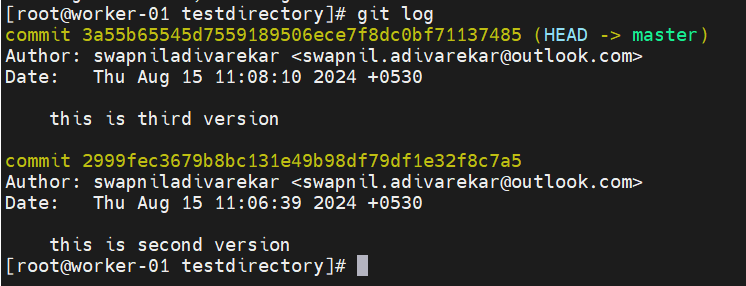 [root@worker-01 testdirectory]# git log
commit 3a55b65545d7559189506ece7f8dc0bf71137485 (HEAD -> master)
Author: swapniladivarekar <swapnil.adivarekar@outlook.com>
Date:   Thu Aug 15 11:08:10 2024 +0530
    this is third version
commit 2999fec3679b8bc131e49b98df79df1e32f8c7a5
Author: swapniladivarekar <swapnil.adivarekar@outlook.com>
Date:   Thu Aug 15 11:06:39 2024 +0530
    this is second version
[root@worker-01 testdirectory]#